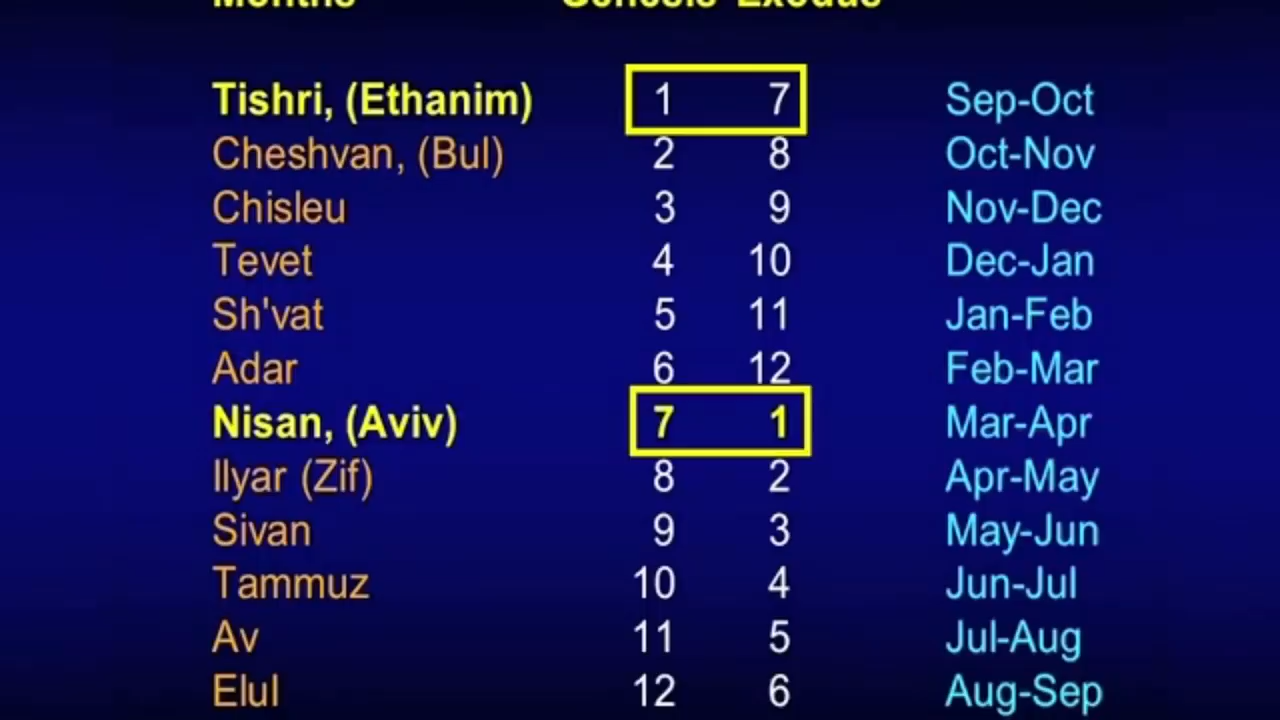 Months Genesis Exodus
Tishri, (Ethanim) 1 7 Sep-Oct
Cheshvan, (Bul) 2 8 Oct-Nov
Chisleu 3 9 Nov-Dec
Tevet 4 10 Dec-Jan
Sh'vat 5 11 Jan-Feb
Adar 6 12 Feb-Mar
Nisan, (Aviv) 7 1 Mar-Apr
Ilyar (Zif) 8 2 Apr-May
Sivan 9 3 May-Jun
Tammuz 10 4 Jun-Jul
Av 11 5 Jul-Aug
Elul 12 6 Aug-Sep